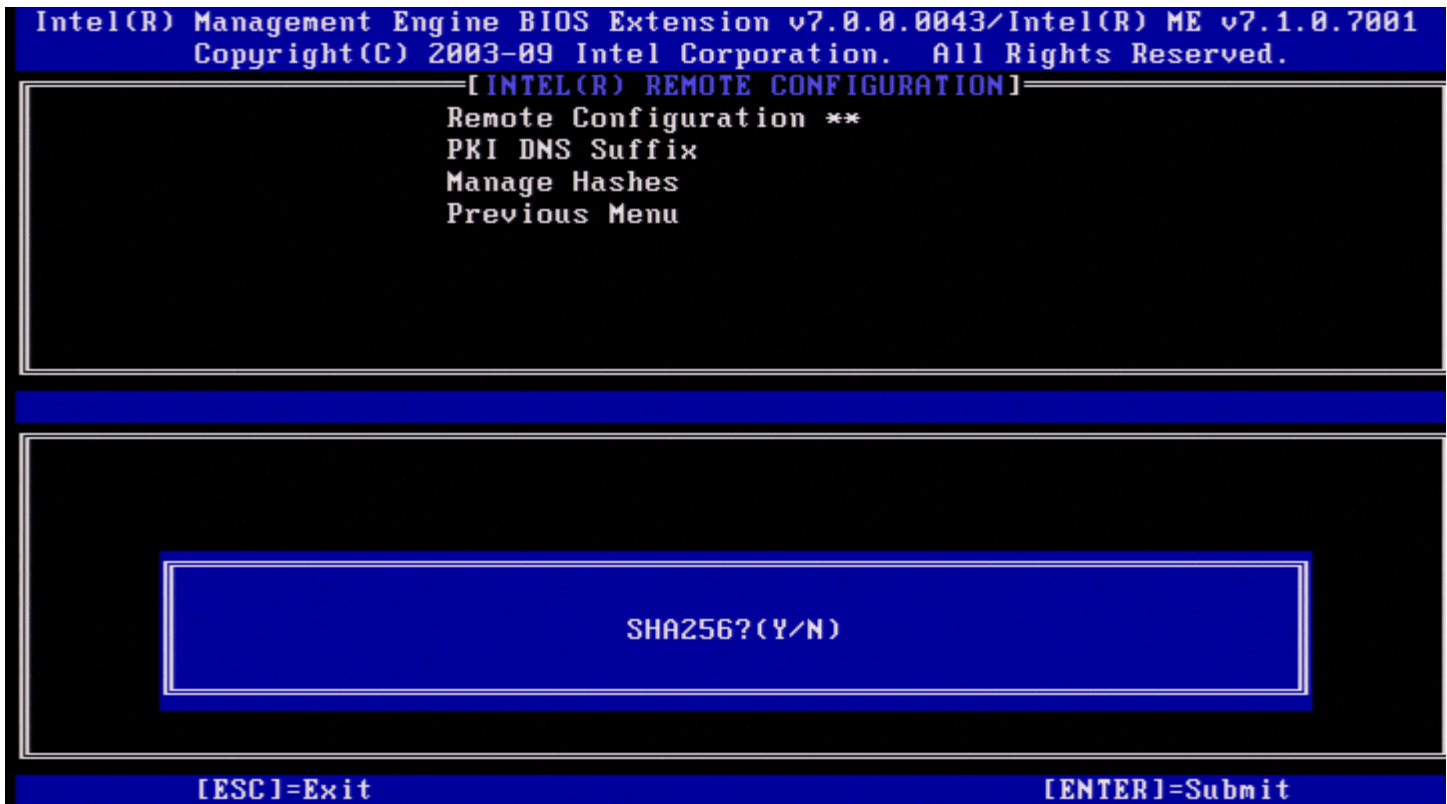 Intel(R) Management Engine BIOS Extension v7.0.0.0043/Intel(R) ME v7.1.0.7001
Copyright(C) 2003-09 Intel Corporation. All Rights Reserved.
[INTEL(R) REMOTE CONFIGURATION]
Remote Configuration **
PKI DNS Suffix
Manage Hashes
Previous Menu
SHA256?(Y/N)
[ESC]=Exit
[ENTER]=Submit